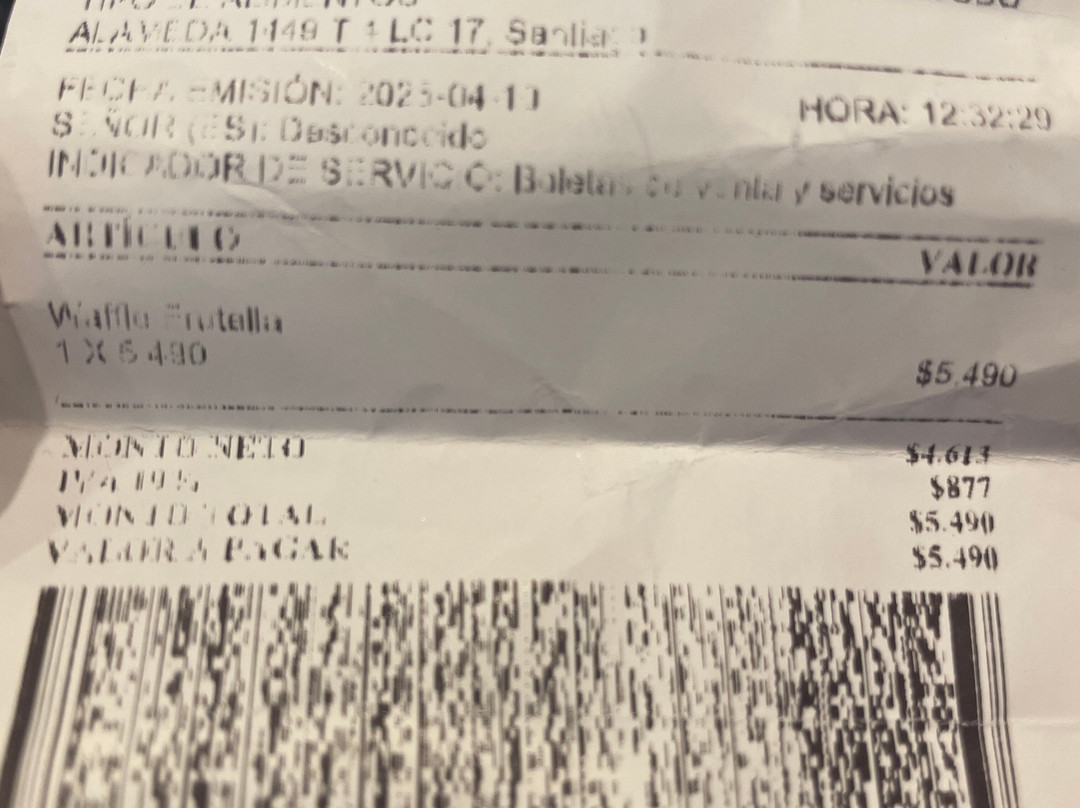 ALAMEDA 1449 T 4 LC 17, Santiago
FECHA EMISIÓN: 2025-04-10
HORA: 12:32:29
SEÑOR (ES): Desconocido
INDICADOR DE SERVICIO: Boletas de venta y servicios
ARTÍCULO VALOR
Waffle Frutella
1 X 5.490 $5.490
MONTO NETO $4.613
IVA 19% $877
MONTO TOTAL $5.490
VALOR A PAGAR $5.490